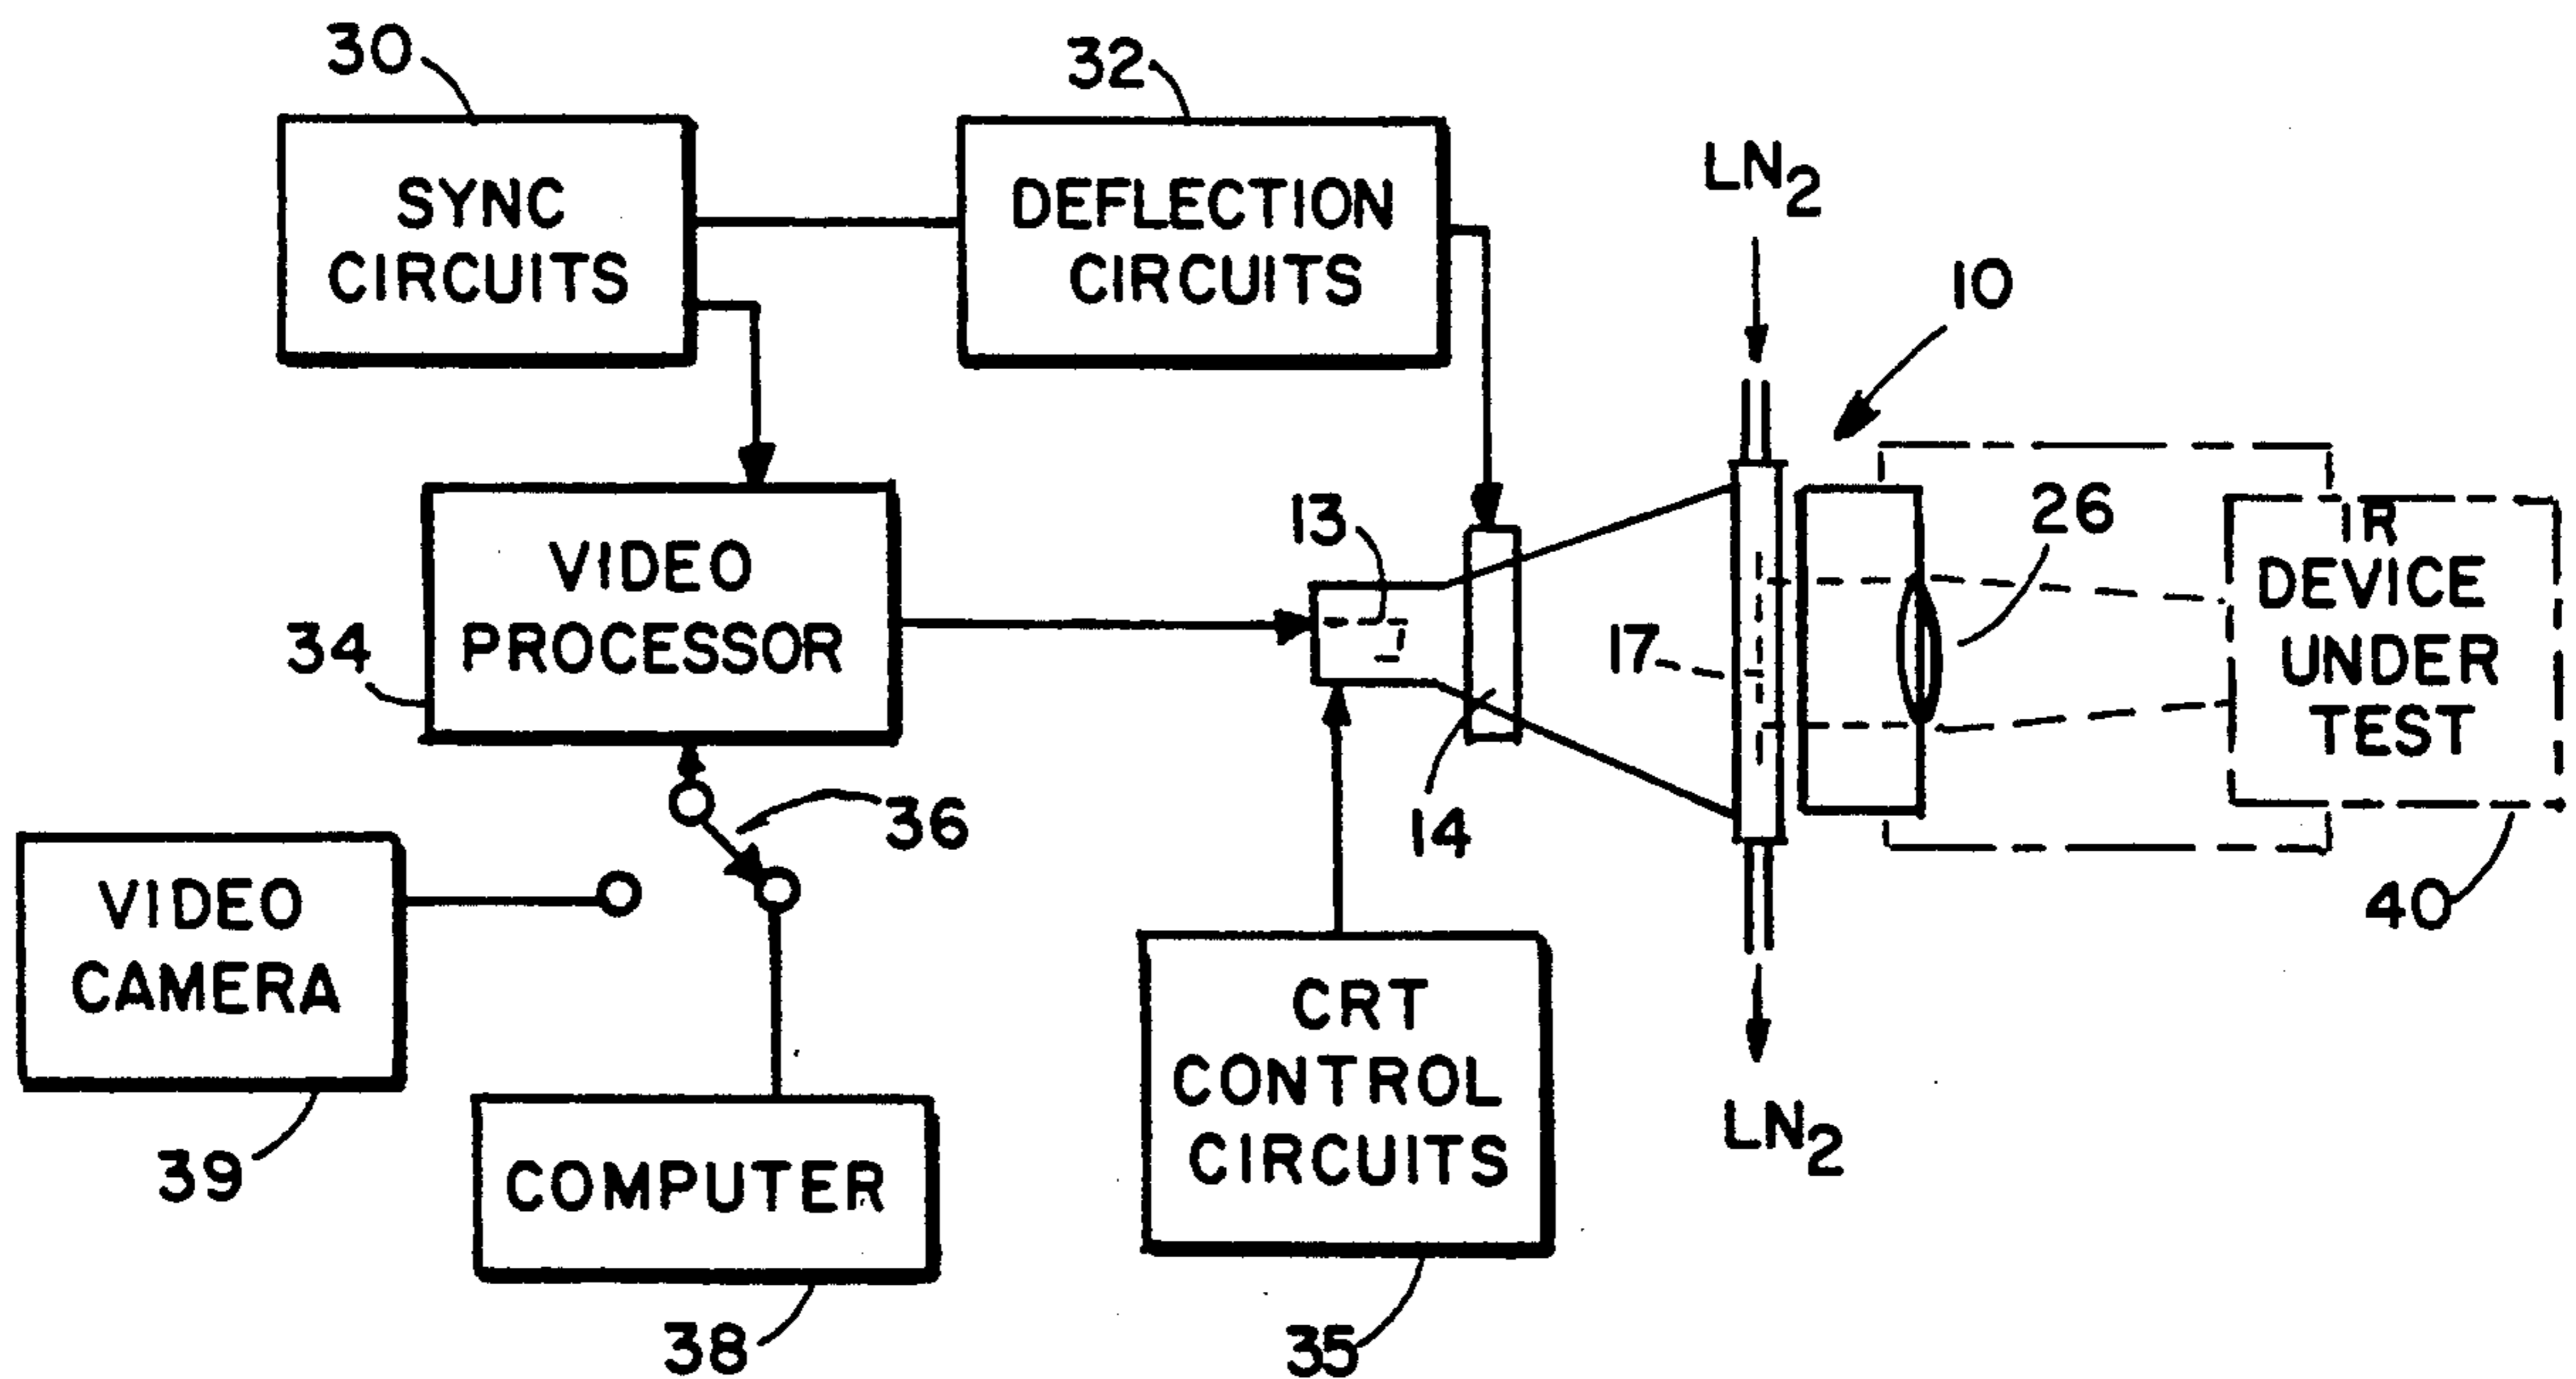 30
SYNC
CIRCUITS
32
DEFLECTION
CIRCUITS
LN2
10
34
VIDEO
PROCESSOR
13
14
17
26
IR
DEVICE
UNDER
TEST
40
36
VIDEO
CAMERA
39
COMPUTER
38
CRT
CONTROL
CIRCUITS
35
LN2